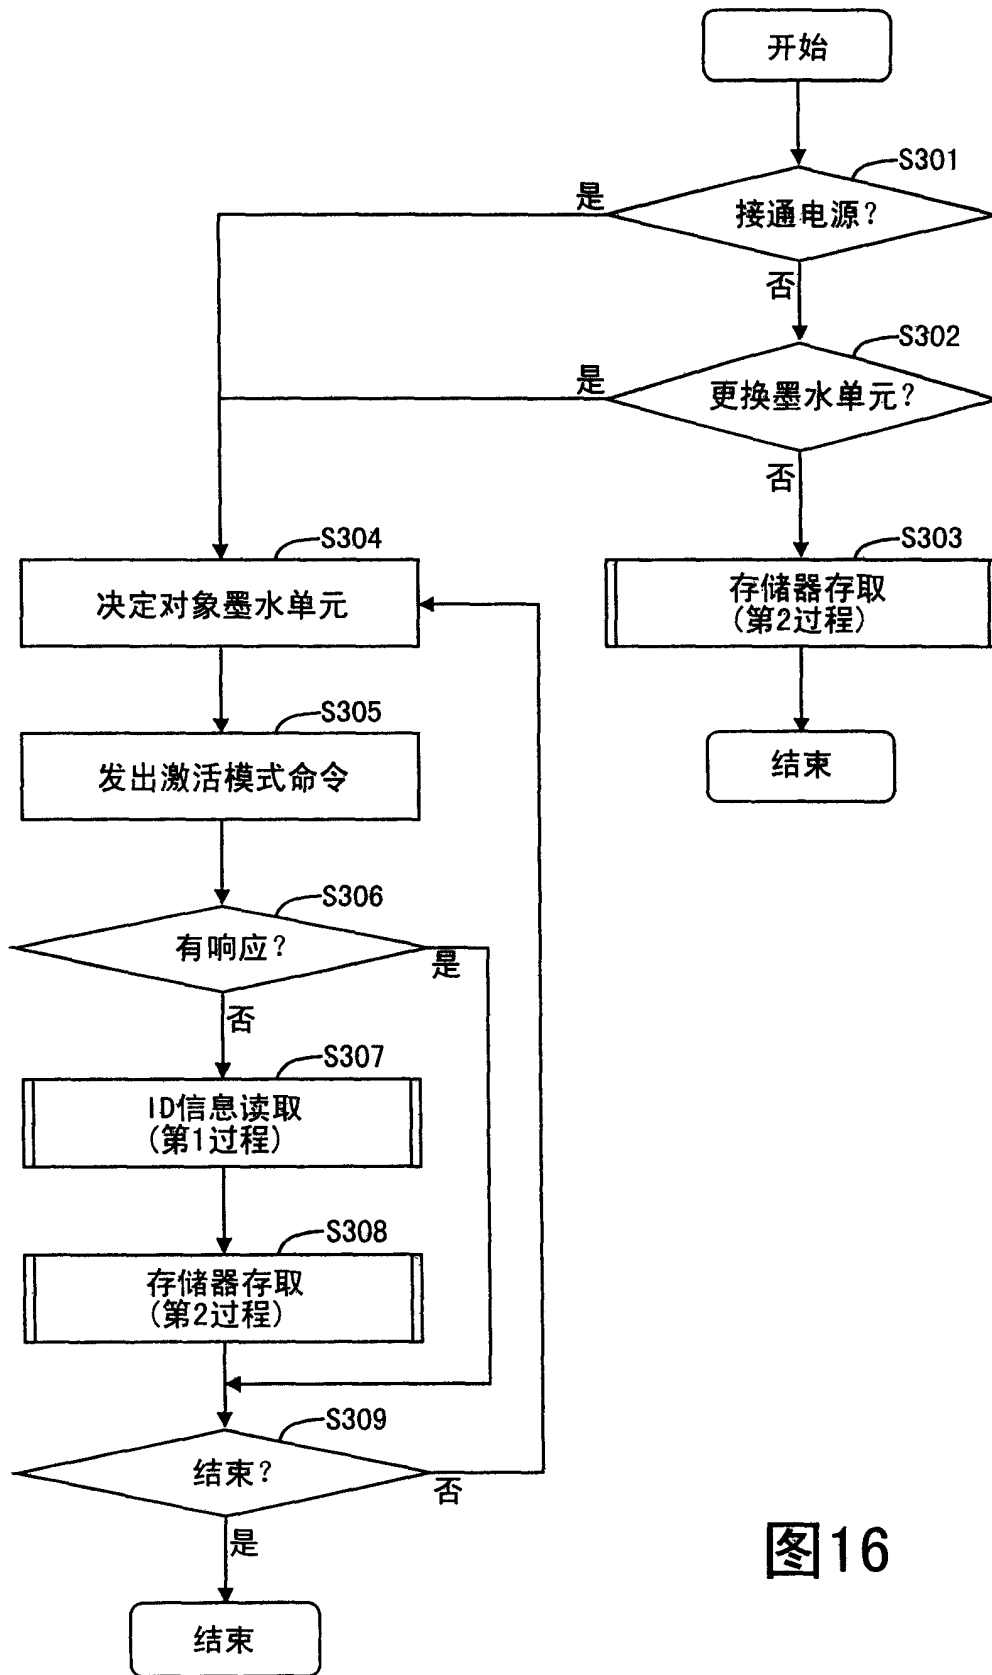 开始
S301
接通电源?
是
否
S302
更换墨水单元?
是
否
S303
存储器存取
(第2过程)
结束
S304
决定对象墨水单元
S305
发出激活模式命令
S306
有响应?
是
否
S307
ID信息读取
(第1过程)
S308
存储器存取
(第2过程)
S309
结束?
否
是
结束
图16